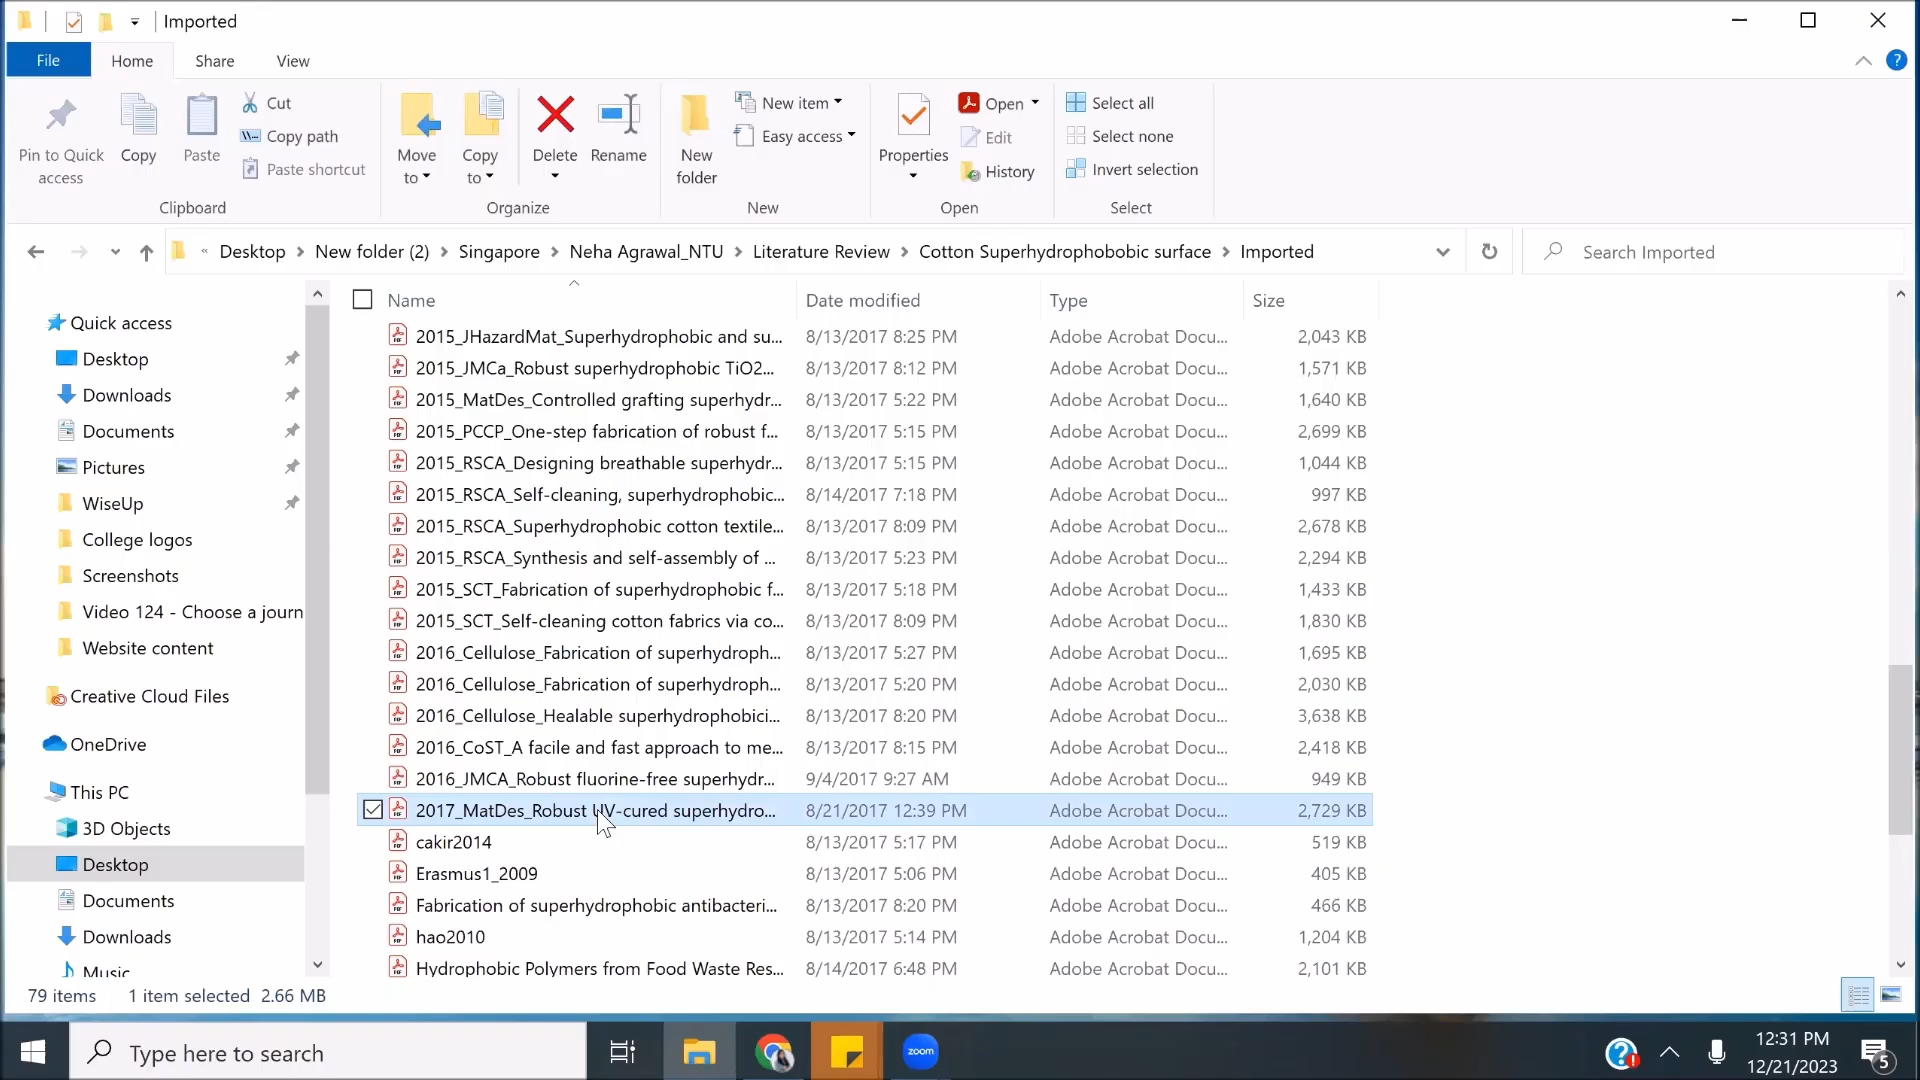 Imported
File Home Share View
Pin to Quick access
Copy
Paste
Cut
Copy path
Paste shortcut
Clipboard
Move to
Copy to
Delete
Rename
Organize
New folder
New item
Easy access
New
Properties
Open
Edit
History
Open
Select all
Select none
Invert selection
Select
« Desktop > New folder (2) > Singapore > Neha Agrawal_NTU > Literature Review > Cotton Superhydrophobobic surface > Imported
Search Imported
Quick access
Desktop
Downloads
Documents
Pictures
WiseUp
College logos
Screenshots
Video 124 - Choose a journ
Website content
Creative Cloud Files
OneDrive
This PC
3D Objects
Desktop
Documents
Downloads
Music
Name Date modified Type Size
2015_JHazardMat_Superhydrophobic and su... 8/13/2017 8:25 PM Adobe Acrobat Docu... 2,043 KB
2015_JMCa_Robust superhydrophobic TiO2... 8/13/2017 8:12 PM Adobe Acrobat Docu... 1,571 KB
2015_MatDes_Controlled grafting superhydr... 8/13/2017 5:22 PM Adobe Acrobat Docu... 1,640 KB
2015_PCCP_One-step fabrication of robust f... 8/13/2017 5:15 PM Adobe Acrobat Docu... 2,699 KB
2015_RSCA_Designing breathable superhydr... 8/13/2017 5:15 PM Adobe Acrobat Docu... 1,044 KB
2015_RSCA_Self-cleaning, superhydrophobic... 8/14/2017 7:18 PM Adobe Acrobat Docu... 997 KB
2015_RSCA_Superhydrophobic cotton textile... 8/13/2017 8:09 PM Adobe Acrobat Docu... 2,678 KB
2015_RSCA_Synthesis and self-assembly of ... 8/13/2017 5:23 PM Adobe Acrobat Docu... 2,294 KB
2015_SCT_Fabrication of superhydrophobic f... 8/13/2017 5:18 PM Adobe Acrobat Docu... 1,433 KB
2015_SCT_Self-cleaning cotton fabrics via co... 8/13/2017 8:09 PM Adobe Acrobat Docu... 1,830 KB
2016_Cellulose_Fabrication of superhydroph... 8/13/2017 5:27 PM Adobe Acrobat Docu... 1,695 KB
2016_Cellulose_Fabrication of superhydroph... 8/13/2017 5:20 PM Adobe Acrobat Docu... 2,030 KB
2016_Cellulose_Healable superhydrophobici... 8/13/2017 8:20 PM Adobe Acrobat Docu... 3,638 KB
2016_CoST_A facile and fast approach to me... 8/13/2017 8:15 PM Adobe Acrobat Docu... 2,418 KB
2016_JMCA_Robust fluorine-free superhydr... 9/4/2017 9:27 AM Adobe Acrobat Docu... 949 KB
2017_MatDes_Robust UV-cured superhydro... 8/21/2017 12:39 PM Adobe Acrobat Docu... 2,729 KB
cakir2014 8/13/2017 5:17 PM Adobe Acrobat Docu... 519 KB
Erasmus1_2009 8/13/2017 5:06 PM Adobe Acrobat Docu... 405 KB
Fabrication of superhydrophobic antibacteri... 8/13/2017 8:20 PM Adobe Acrobat Docu... 466 KB
hao2010 8/13/2017 5:14 PM Adobe Acrobat Docu... 1,204 KB
Hydrophobic Polymers from Food Waste Res... 8/14/2017 6:48 PM Adobe Acrobat Docu... 2,101 KB
79 items 1 item selected 2.66 MB
Type here to search
zoom
12:31 PM
12/21/2023
5